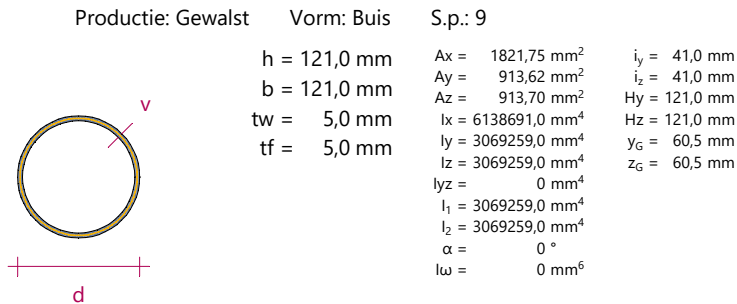 Productie: Gewalst Vorm: Buis S.p.: 9
h = 121,0 mm
b = 121,0 mm
tw = 5,0 mm
tf = 5,0 mm
Ax = 1821,75 mm²
Ay = 913,62 mm²
Az = 913,70 mm²
Ix = 6138691,0 mm⁴
Iy = 3069259,0 mm⁴
Iz = 3069259,0 mm⁴
Iyz = 0 mm⁴
I₁ = 3069259,0 mm⁴
I₂ = 3069259,0 mm⁴
α = 0 °
Iω = 0 mm⁶
iy = 41,0 mm
iz = 41,0 mm
Hy = 121,0 mm
Hz = 121,0 mm
yG = 60,5 mm
zG = 60,5 mm
v
d